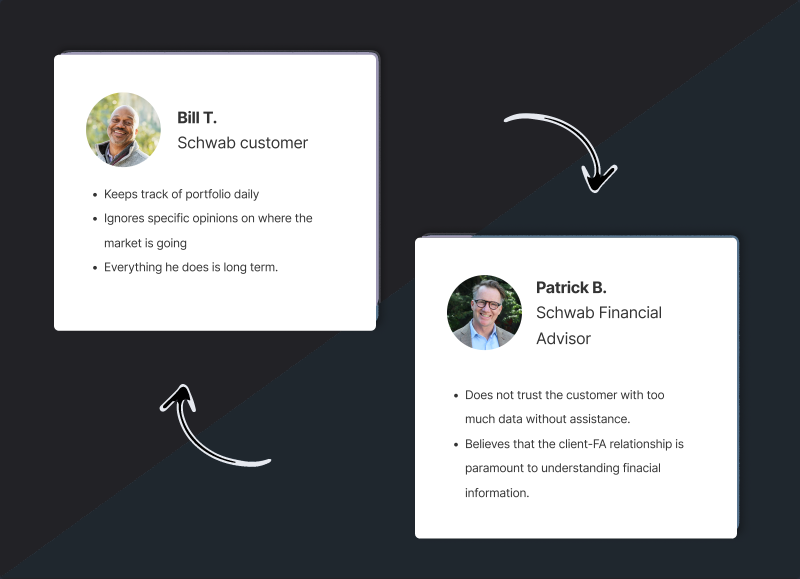 Bill T.
Schwab customer
• Keeps track of portfolio daily
• Ignores specific opinions on where the
market is going
• Everything he does is long term.
Patrick B.
Schwab Financial
Advisor
• Does not trust the customer with too
much data without assistance.
• Believes that the client-FA relationship is
paramount to understanding finacial
information.